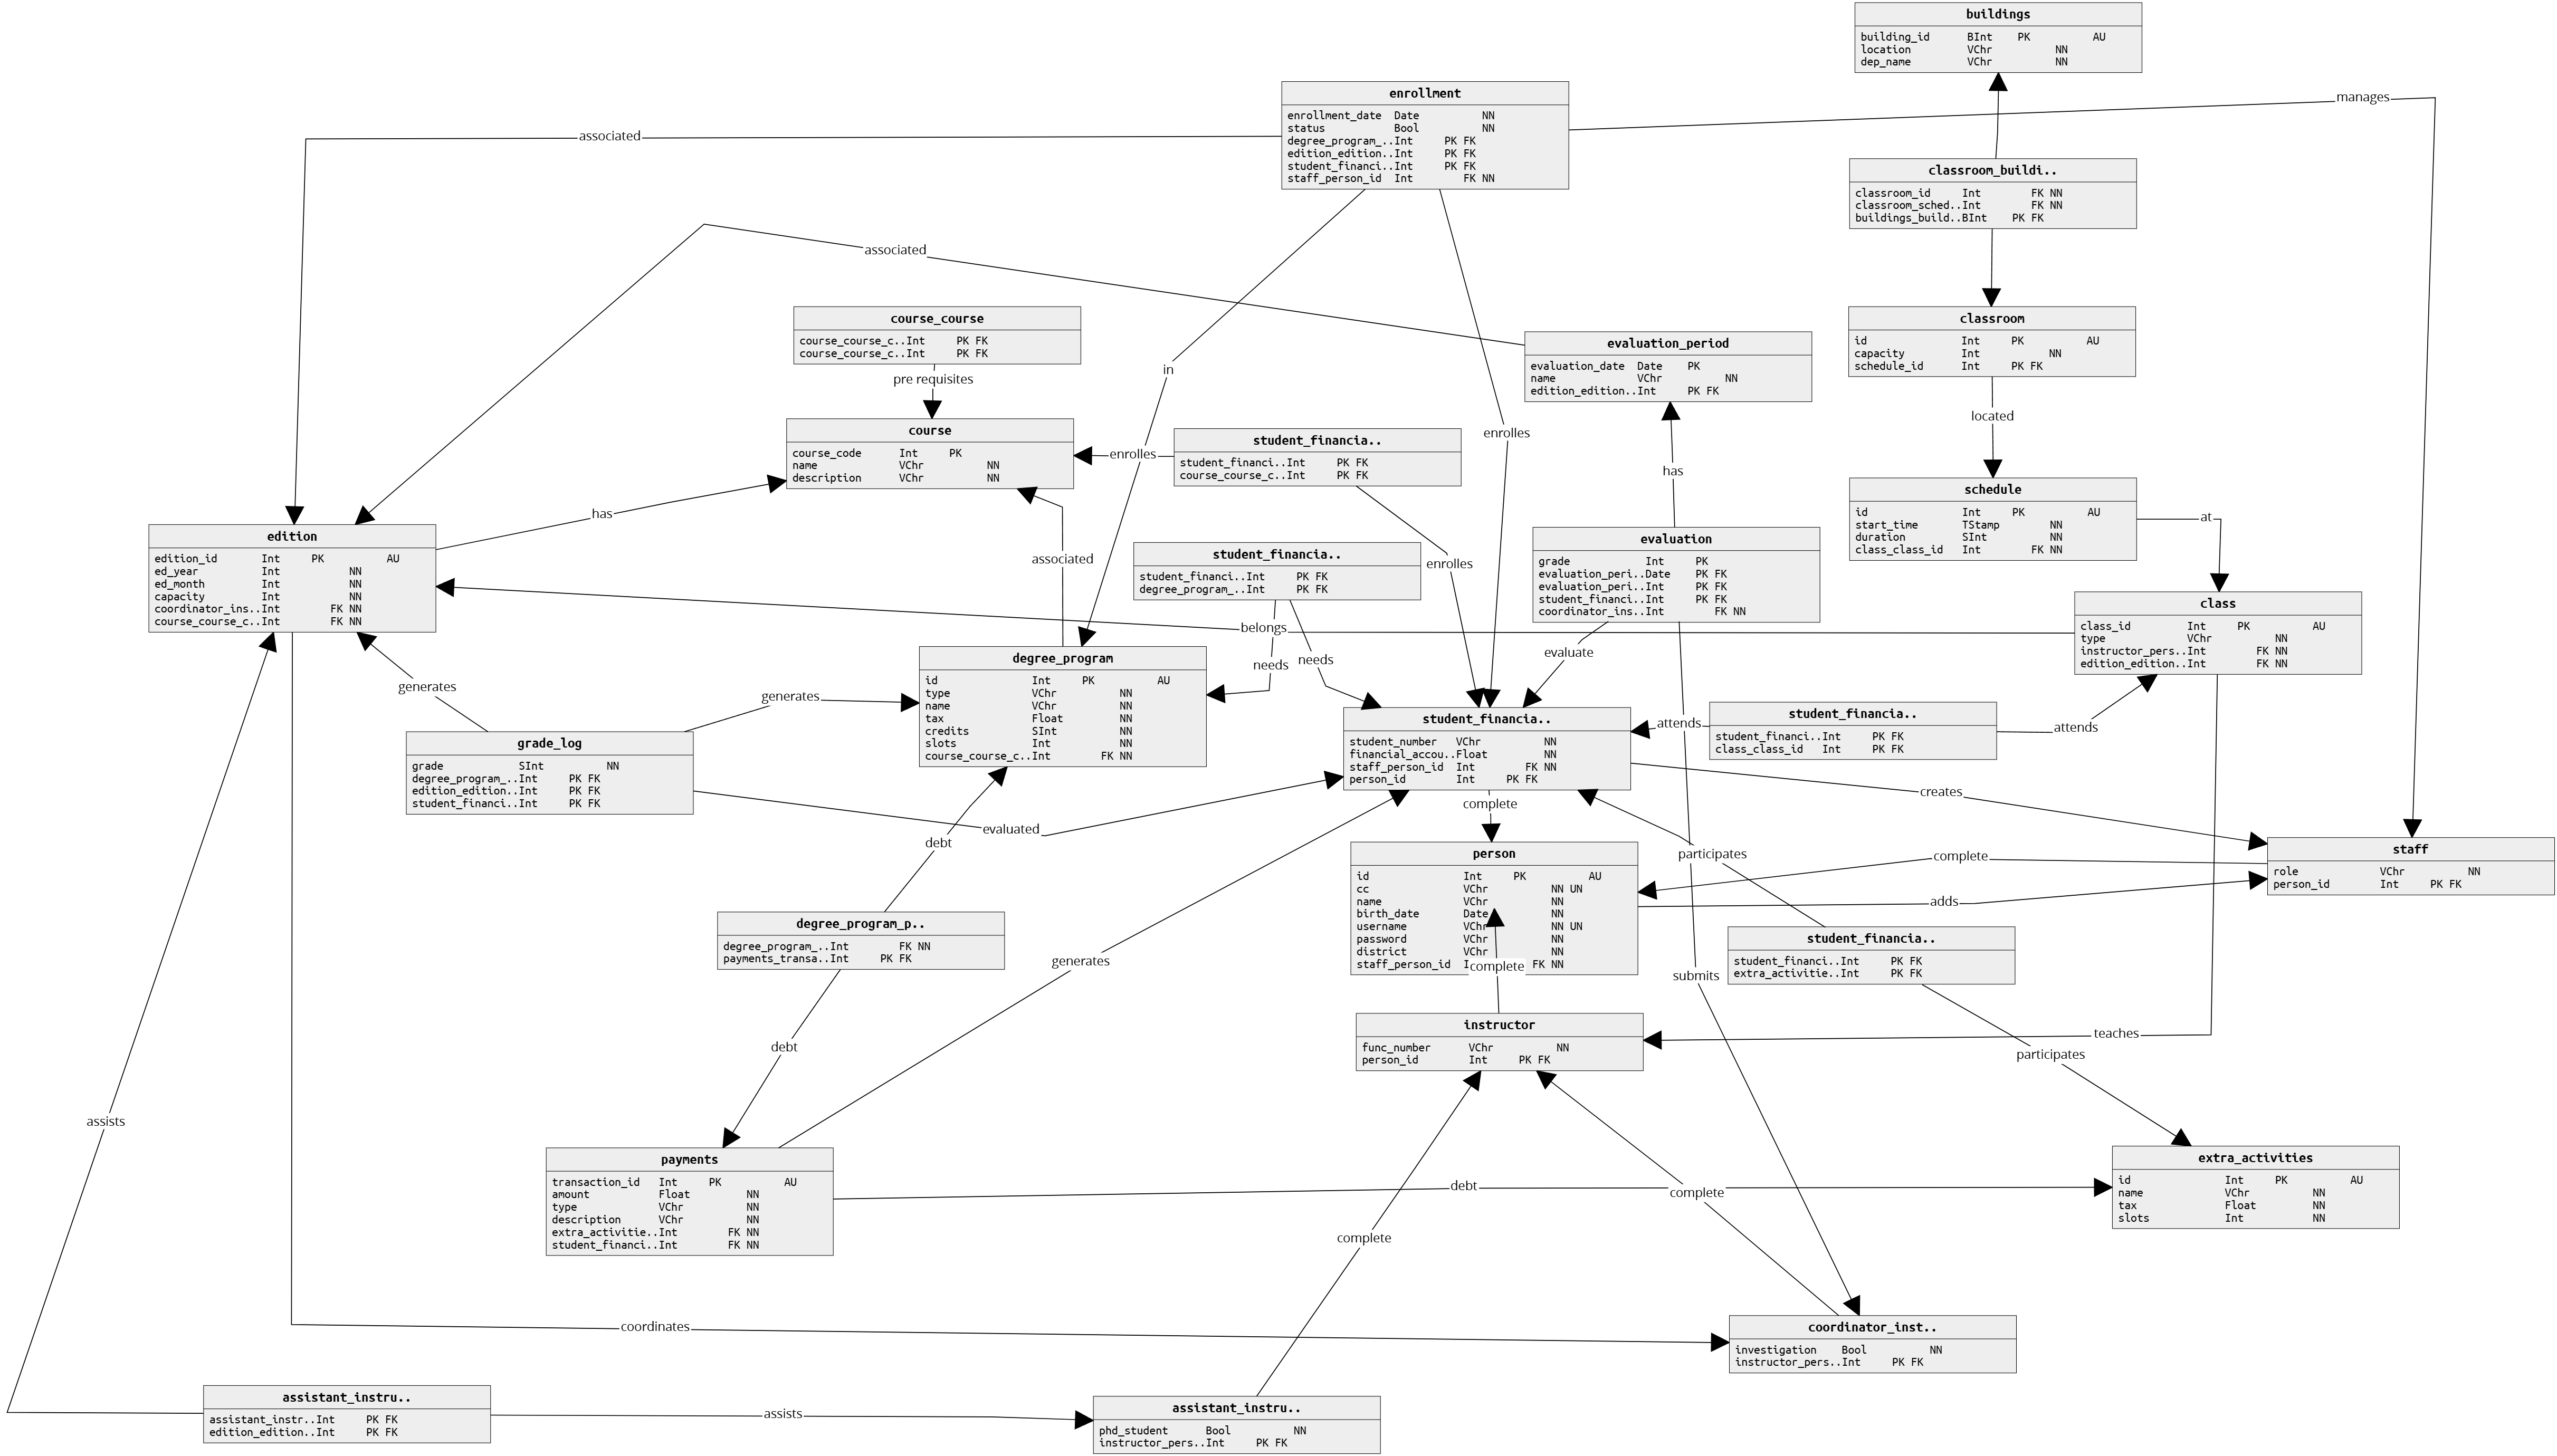 buildings
building_id BInt PK AU
location VChr NN
dep_name VChr NN
enrollment
enrollment_date Date NN
status Bool NN
degree_program_..Int PK FK
edition_edition..Int PK FK
student_financi..Int PK FK
staff_person_id Int FK NN
manages
associated
classroom_buildi..
classroom_id Int FK NN
classroom_sched..Int FK NN
buildings_build..BInt PK FK
associated
course_course
course_course_c..Int PK FK
course_course_c..Int PK FK
classroom
id Int PK AU
capacity Int NN
schedule_id Int PK FK
evaluation_period
evaluation_date Date PK
name VChr NN
edition_edition..Int PK FK
in
pre requisites
located
course
course_code Int PK
name VChr NN
description VChr NN
enrolles
student_financia..
student_financi..Int PK FK
course_course_c..Int PK FK
enrolles
has
schedule
id Int PK AU
start_time TStamp NN
duration SInt NN
class_class_id Int FK NN
at
has
edition
edition_id Int PK AU
ed_year Int NN
ed_month Int NN
capacity Int NN
coordinator_ins..Int FK NN
course_course_c..Int FK NN
associated
student_financia..
student_financi..Int PK FK
degree_program_..Int PK FK
enrolles
evaluation
grade Int PK
evaluation_peri..Date PK FK
evaluation_peri..Int PK FK
student_financi..Int PK FK
coordinator_ins..Int FK NN
class
class_id Int PK AU
type VChr NN
instructor_pers..Int FK NN
edition_edition..Int FK NN
belongs
needs
needs
evaluate
degree_program
id Int PK AU
type VChr NN
name VChr NN
tax Float NN
credits SInt NN
slots Int NN
course_course_c..Int FK NN
generates
generates
student_financia..
student_number VChr NN
financial_accou..Float NN
staff_person_id Int FK NN
person_id Int PK FK
attends
student_financia..
student_financi..Int PK FK
class_class_id Int PK FK
attends
grade_log
grade SInt NN
degree_program_..Int PK FK
edition_edition..Int PK FK
student_financi..Int PK FK
evaluated
debt
complete
creates
participates
complete
adds
staff
role VChr NN
person_id Int PK FK
person
id Int PK AU
cc VChr NN UN
name VChr NN
birth_date Date NN
username VChr NN UN
password VChr NN
district VChr NN
staff_person_id FK NN
complete
degree_program_p..
degree_program_..Int FK NN
payments_transa..Int PK FK
generates
submits
student_financia..
student_financi..Int PK FK
extra_activitie..Int PK FK
debt
instructor
func_number VChr NN
person_id Int PK FK
teaches
participates
assists
payments
transaction_id Int PK AU
amount Float NN
type VChr NN
description VChr NN
extra_activitie..Int FK NN
student_financi..Int FK NN
debt
complete
complete
extra_activities
id Int PK AU
name VChr NN
tax Float NN
slots Int NN
coordinates
coordinator_inst..
investigation Bool NN
instructor_pers..Int PK FK
assistant_instru..
assistant_instr..Int PK FK
edition_edition..Int PK FK
assists
assistant_instru..
phd_student Bool NN
instructor_pers..Int PK FK